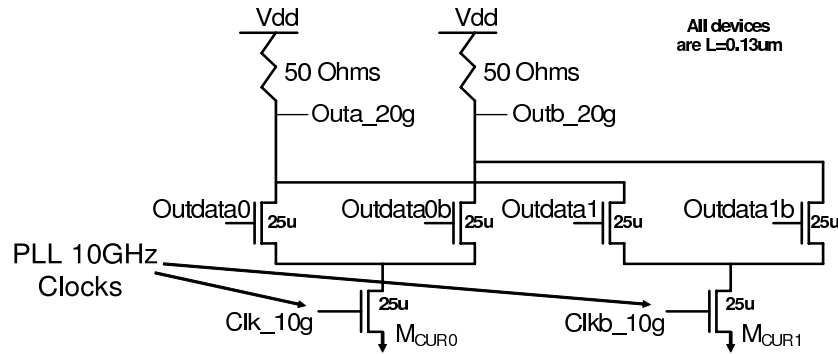 Vdd
Vdd
All devices
are L=0.13um
50 Ohms
50 Ohms
Outa_20g
Outb_20g
Outdata0
25u
Outdata0b
25u
Outdata1
25u
Outdata1b
25u
PLL 10GHz
Clocks
Clk_10g
25u
MCUR0
Clkb_10g
25u
MCUR1